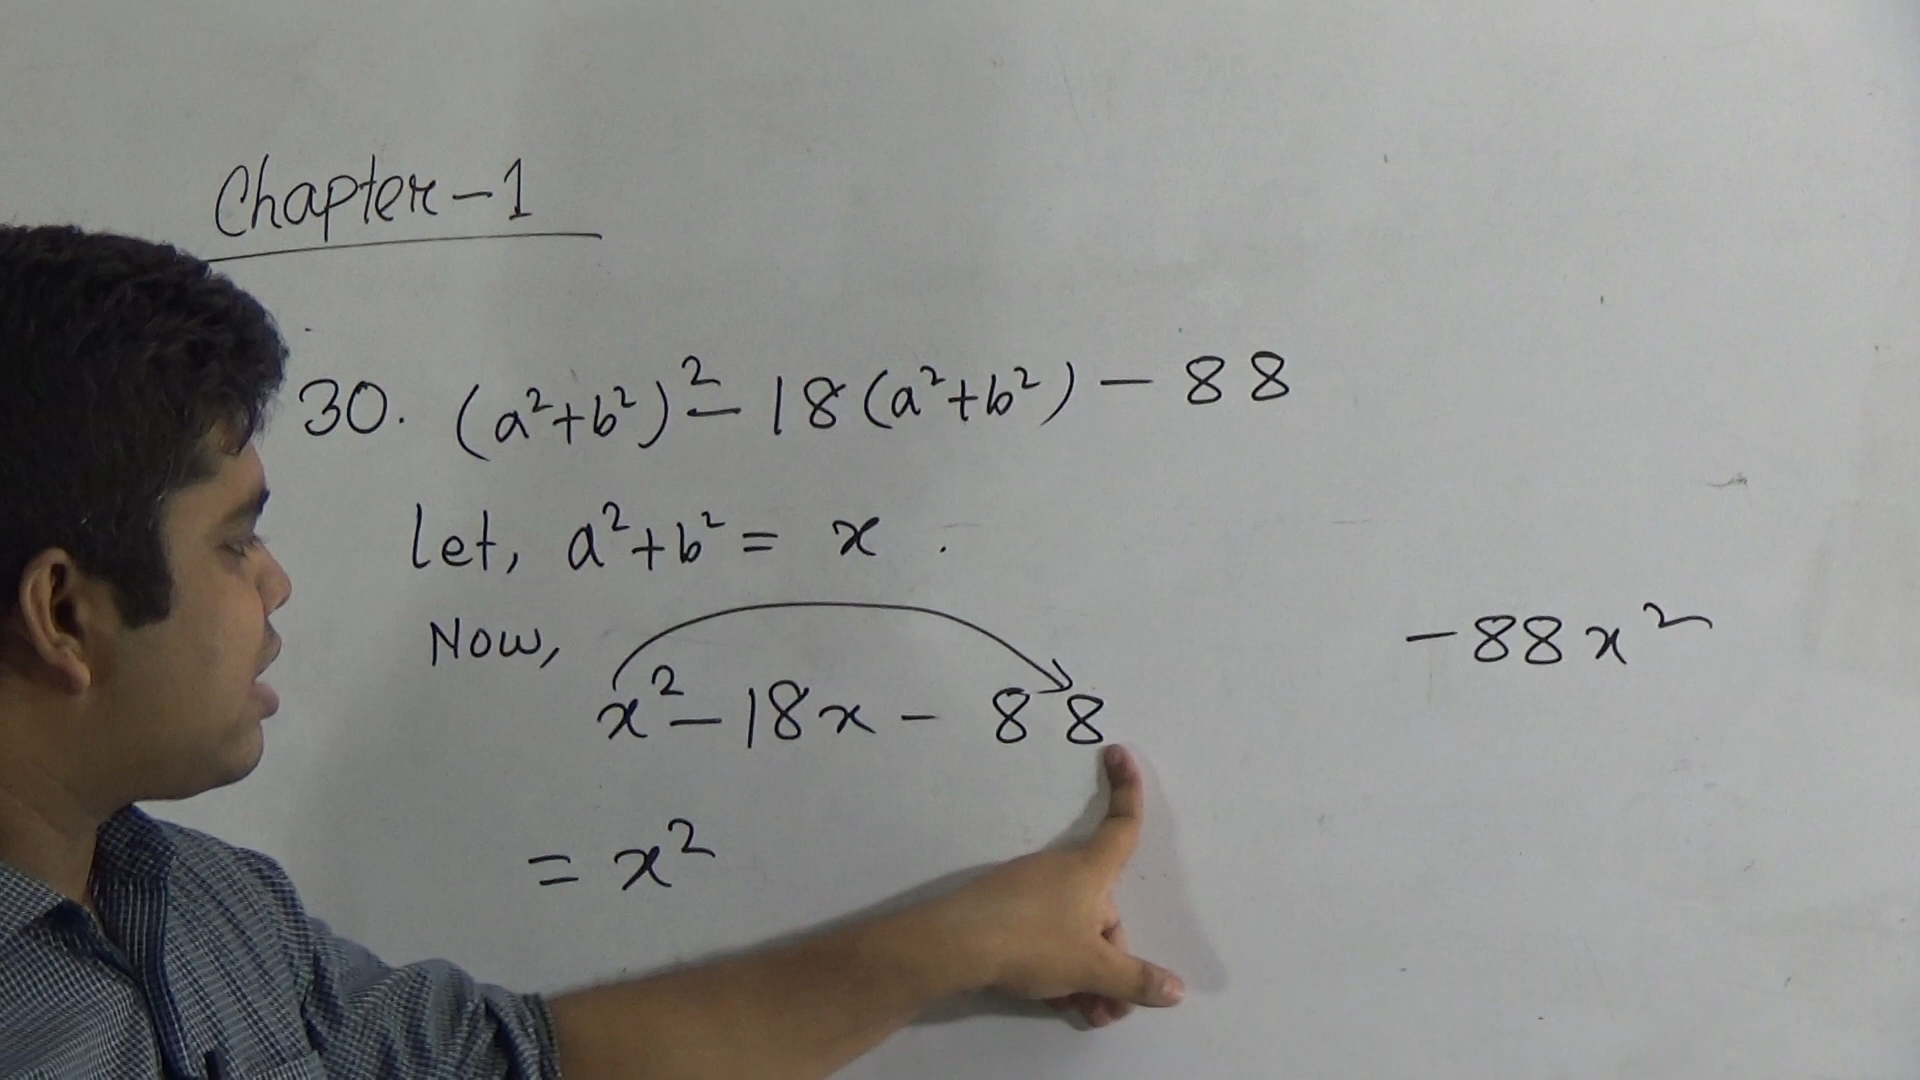 Chapter-1
30. (a²+b²)² - 18(a²+b²) - 88
Let, a²+b² = x .
Now,
x² - 18x - 88
-88x²
= x²